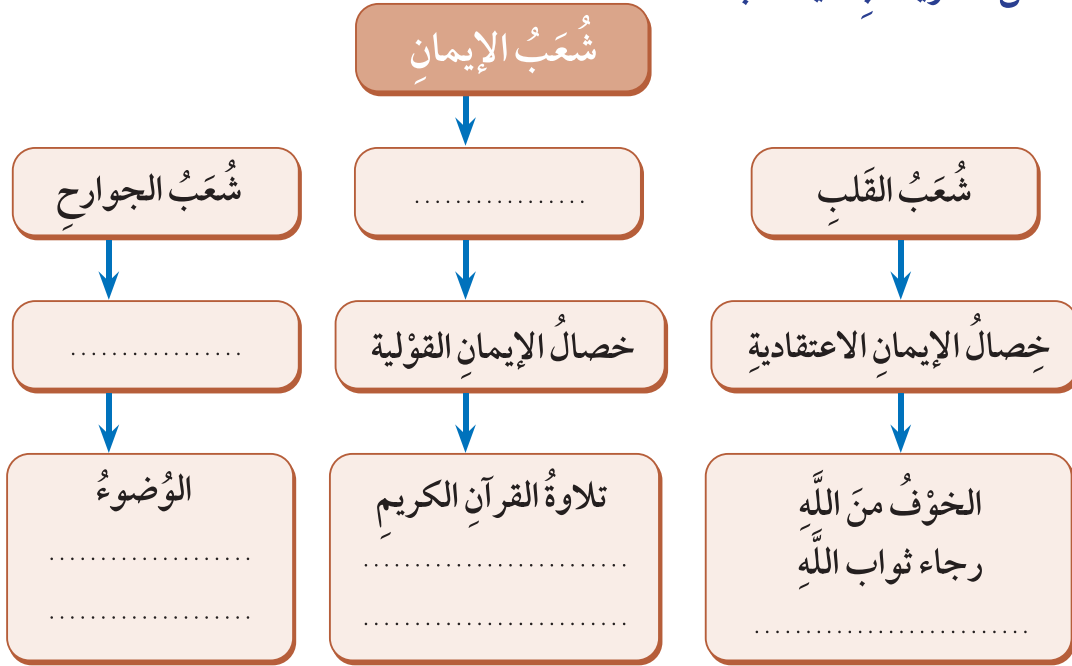 شُعَبُ الإيمانِ
شُعَبُ القَلبِ
................
شُعَبُ الجوارحِ
خِصالُ الإيمانِ الاعتقاديةِ
خصالُ الإيمانِ القوْلية
................
الخوْفُ منَ اللَّهِ
رجاء ثواب اللَّهِ
..........................
تلاوةُ القرآنِ الكريمِ
..........................
..........................
الوُضوءُ
....................
....................